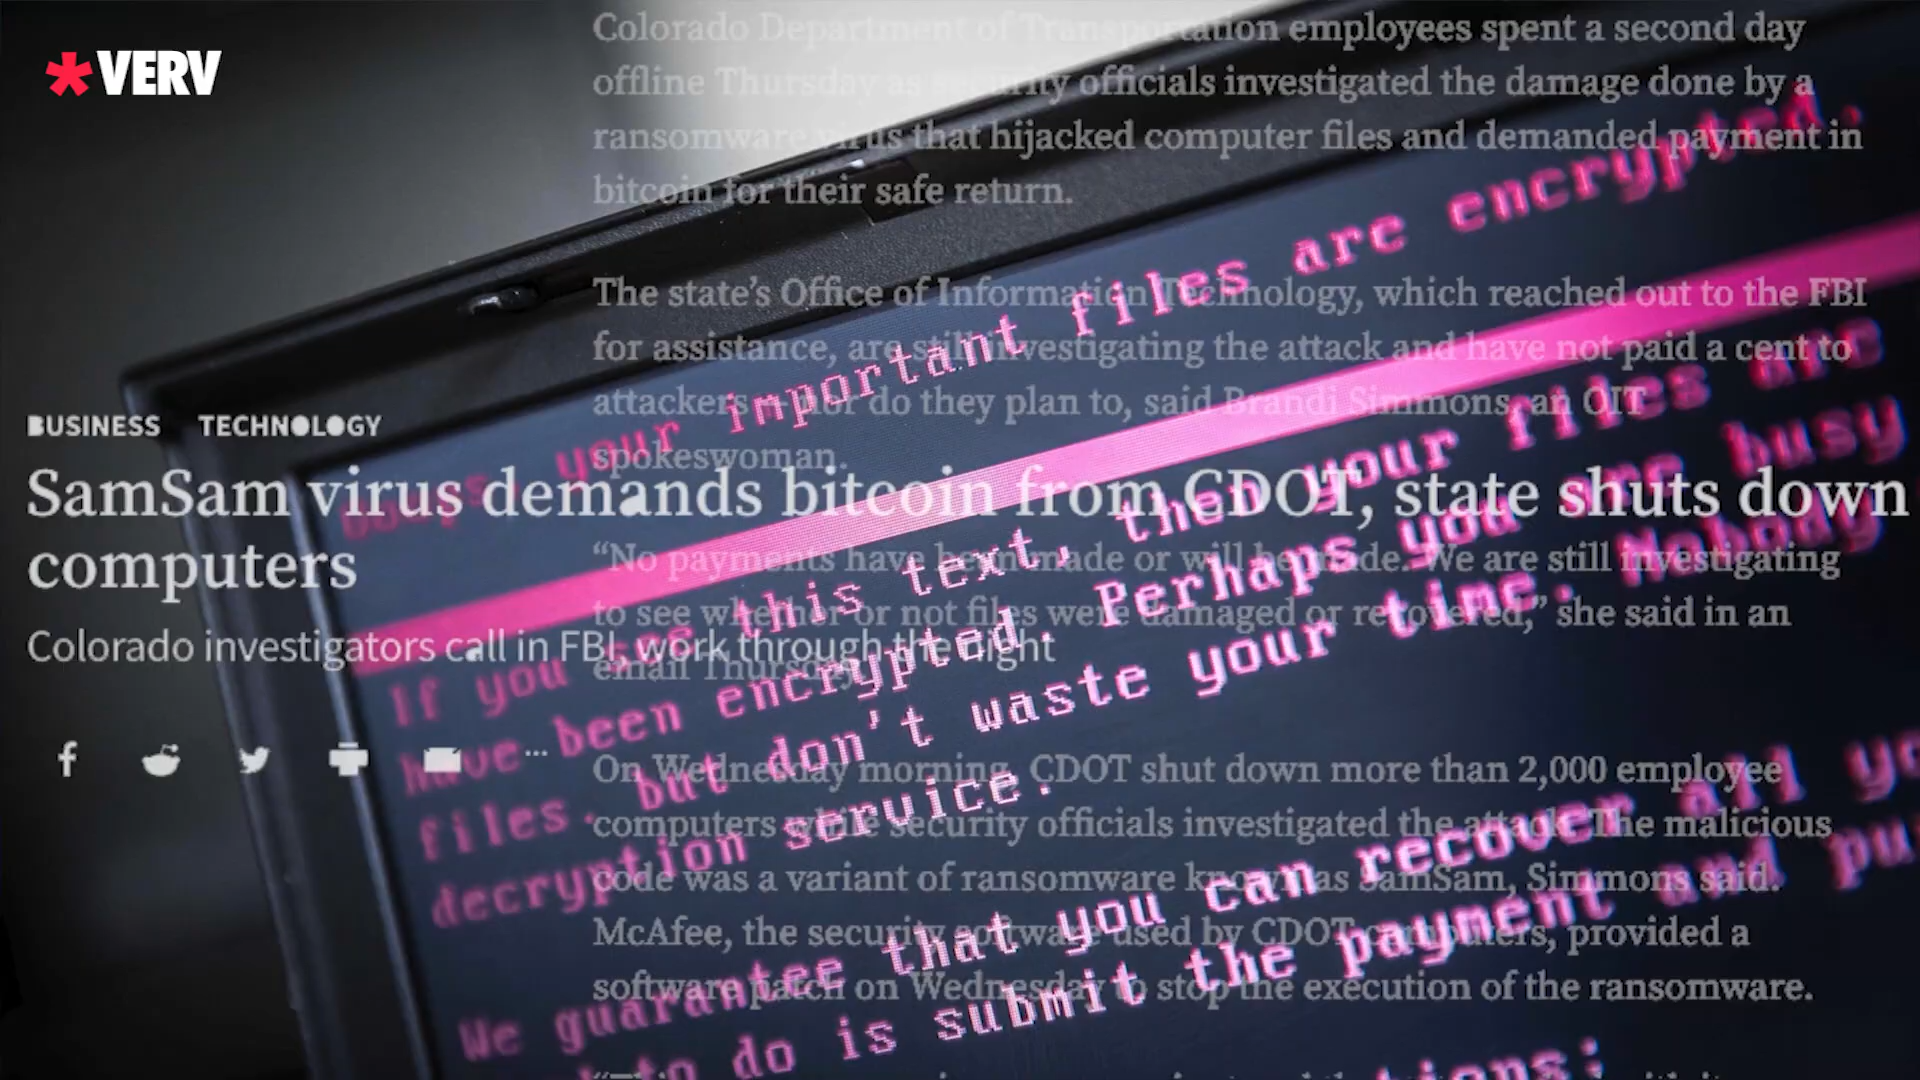 *VERV
BUSINESS TECHNOLOGY
SamSam virus demands bitcoin from CDOT, state shuts down
computers
Colorado investigators call in FBI, work through the night
Colorado Department of Transportation employees spent a second day
offline Thursday as security officials investigated the damage done by a
ransomware virus that hijacked computer files and demanded payment in
bitcoin for their safe return.
The state’s Office of Information Technology, which reached out to the FBI
for assistance, are still investigating the attack and have not paid a cent to
attackers nor do they plan to, said Brandi Simmons, an OIT
spokeswoman.
“No payments have been made or will be made. We are still investigating
to see whether or not files were damaged or recovered,” she said in an
email Thursday.
On Wednesday morning, CDOT shut down more than 2,000 employee
computers while security officials investigated the attack. The malicious
code was a variant of ransomware known as SamSam, Simmons said.
McAfee, the security software used by CDOT computers, provided a
software patch on Wednesday to stop the execution of the ransomware.
Ooops, your important files are encrypted.
If you see this text, then your files are
have been encrypted. Perhaps you are busy
files. but don't waste your time. Nobody
decryption service.
We guarantee that you can recover all yo
to do is submit the payment and pu